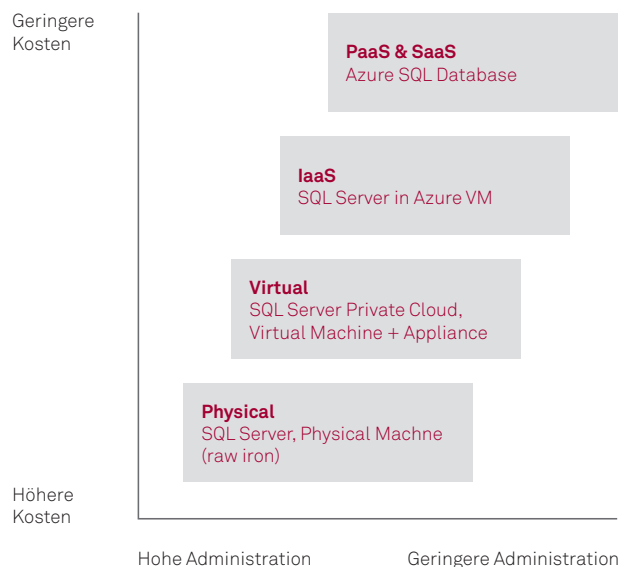 Geringere
Kosten
PaaS & SaaS
Azure SQL Database
IaaS
SQL Server in Azure VM
Virtual
SQL Server Private Cloud,
Virtual Machine + Appliance
Physical
SQL Server, Physical Machne
(raw iron)
Höhere
Kosten
Hohe Administration
Geringere Administration